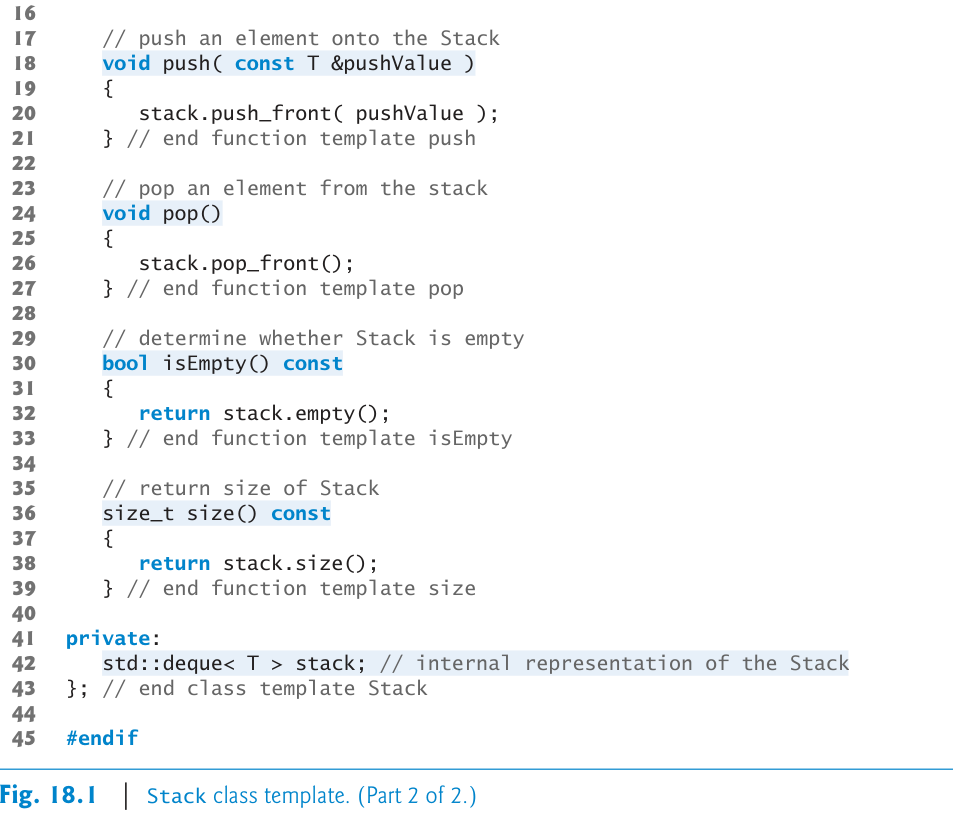 16
17 // push an element onto the Stack
18 void push( const T &pushValue )
19 {
20 stack.push_front( pushValue );
21 } // end function template push
22
23 // pop an element from the stack
24 void pop()
25 {
26 stack.pop_front();
27 } // end function template pop
28
29 // determine whether Stack is empty
30 bool isEmpty() const
31 {
32 return stack.empty();
33 } // end function template isEmpty
34
35 // return size of Stack
36 size_t size() const
37 {
38 return stack.size();
39 } // end function template size
40
41 private:
42 std::deque< T > stack; // internal representation of the Stack
43 }; // end class template Stack
44
45 #endif
Fig. 18.1 | Stack class template. (Part 2 of 2.)